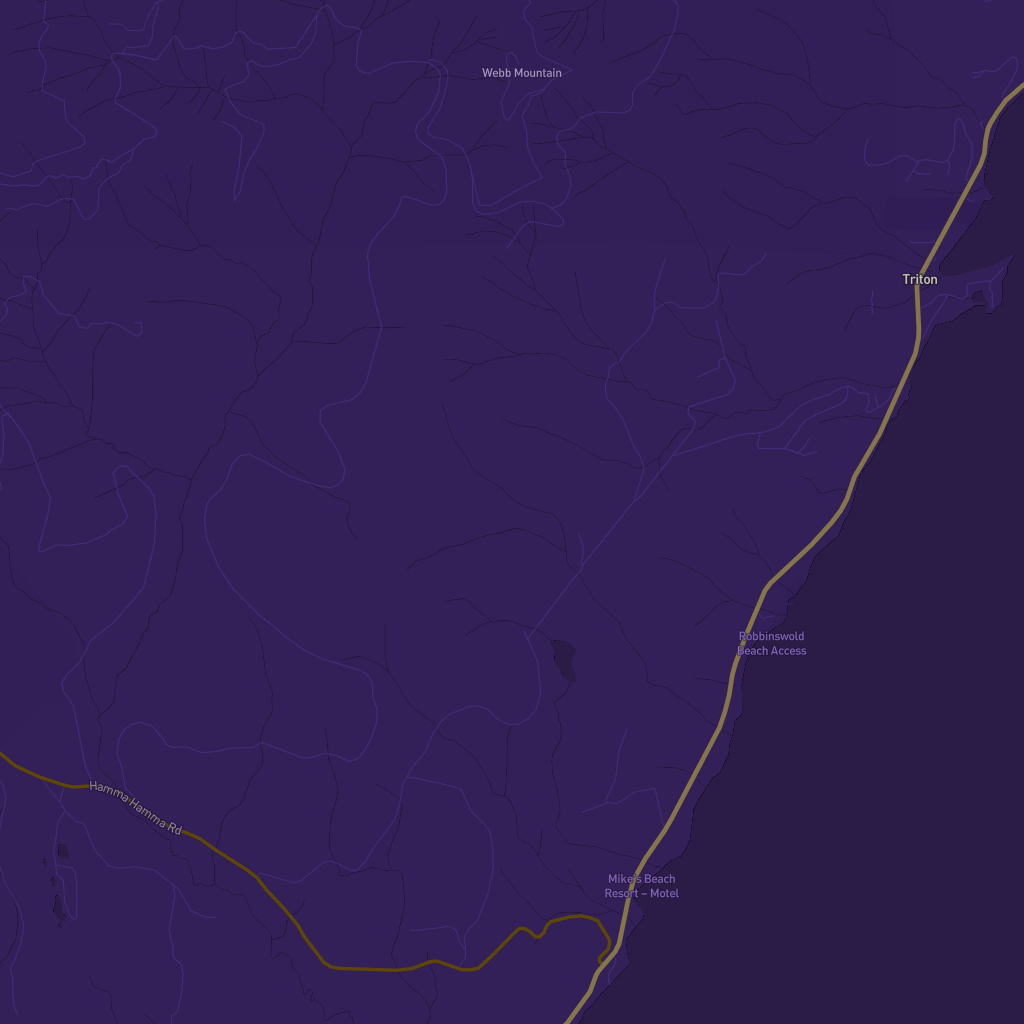 Webb Mountain
Triton
Robbinswold
Beach Access
Hamma Hamma Rd
Mike's Beach
Resort – Motel